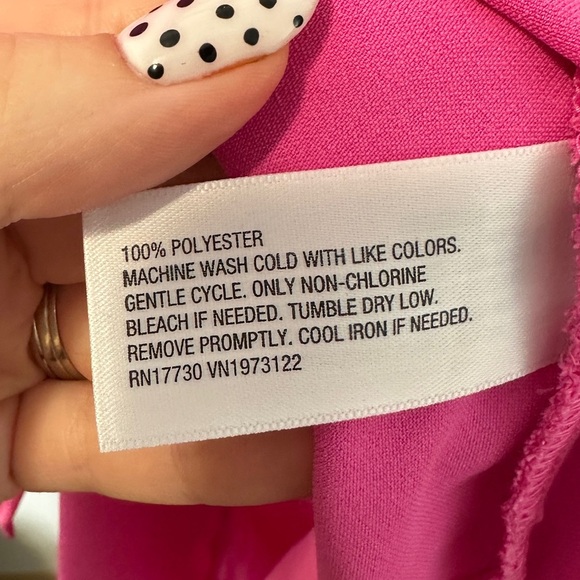 100% POLYESTER
MACHINE WASH COLD WITH LIKE COLORS.
GENTLE CYCLE. ONLY NON-CHLORINE
BLEACH IF NEEDED. TUMBLE DRY LOW.
REMOVE PROMPTLY. COOL IRON IF NEEDED.
RN17730 VN1973122